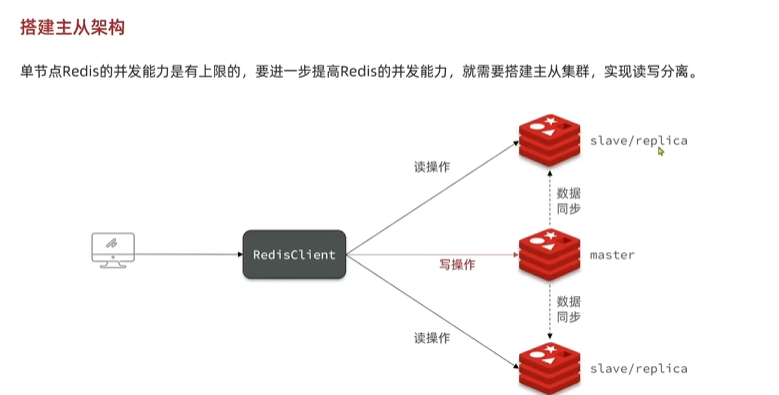 搭建主从架构
单节点Redis的并发能力是有上限的，要进一步提高Redis的并发能力，就需要搭建主从集群，实现读写分离。
slave/replica
读操作
数据
同步
RedisClient
写操作
master
数据
同步
读操作
slave/replica